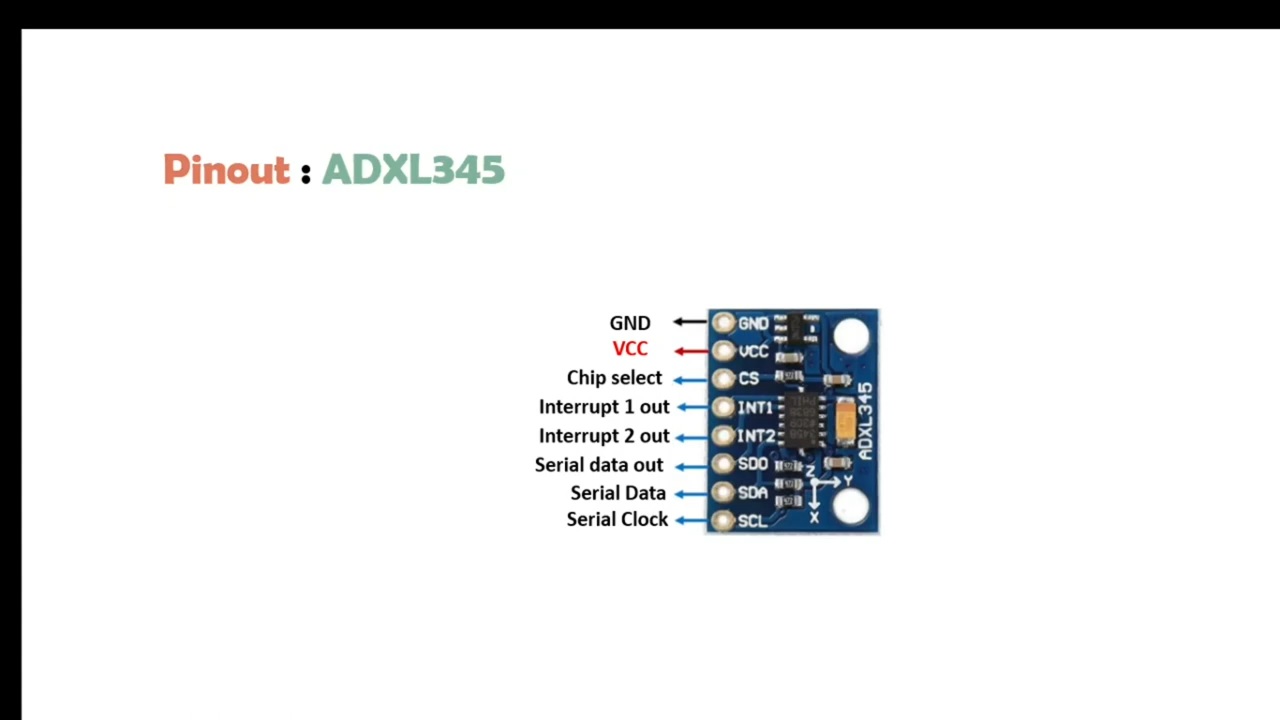 Pinout : ADXL345
GND
VCC
Chip select
Interrupt 1 out
Interrupt 2 out
Serial data out
Serial Data
Serial Clock
GND
VCC
CS
INT1
INT2
SDO
SDA
SCL
ADXL345
Z
Y
X